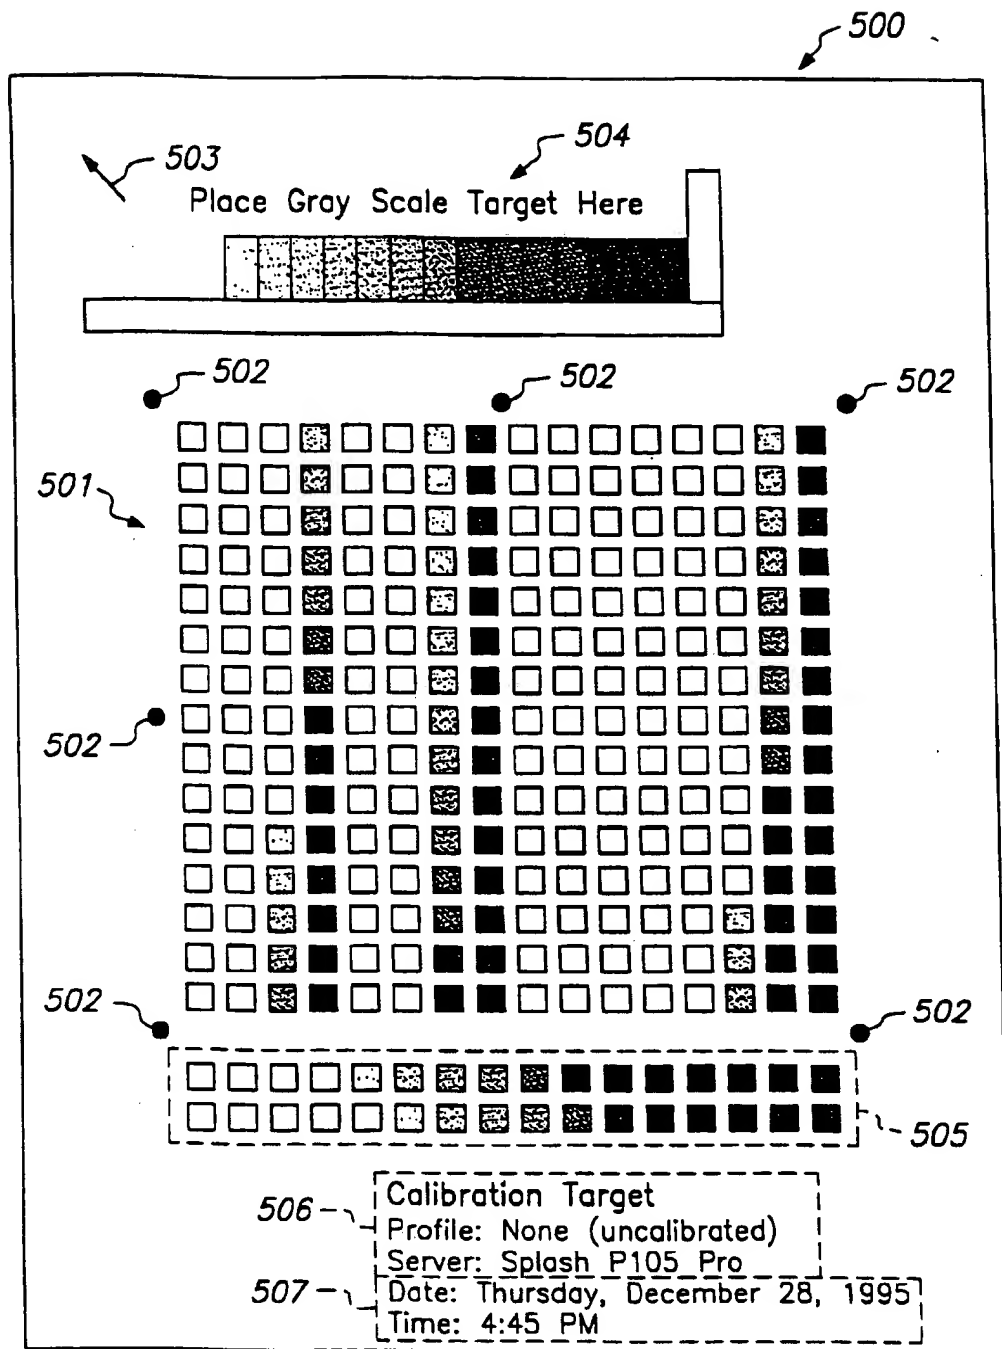 500
503
504
Place Gray Scale Target Here
502
502
502
501
502
502
502
505
506
Calibration Target
Profile: None (uncalibrated)
Server: Splash P105 Pro
507
Date: Thursday, December 28, 1995
Time: 4:45 PM